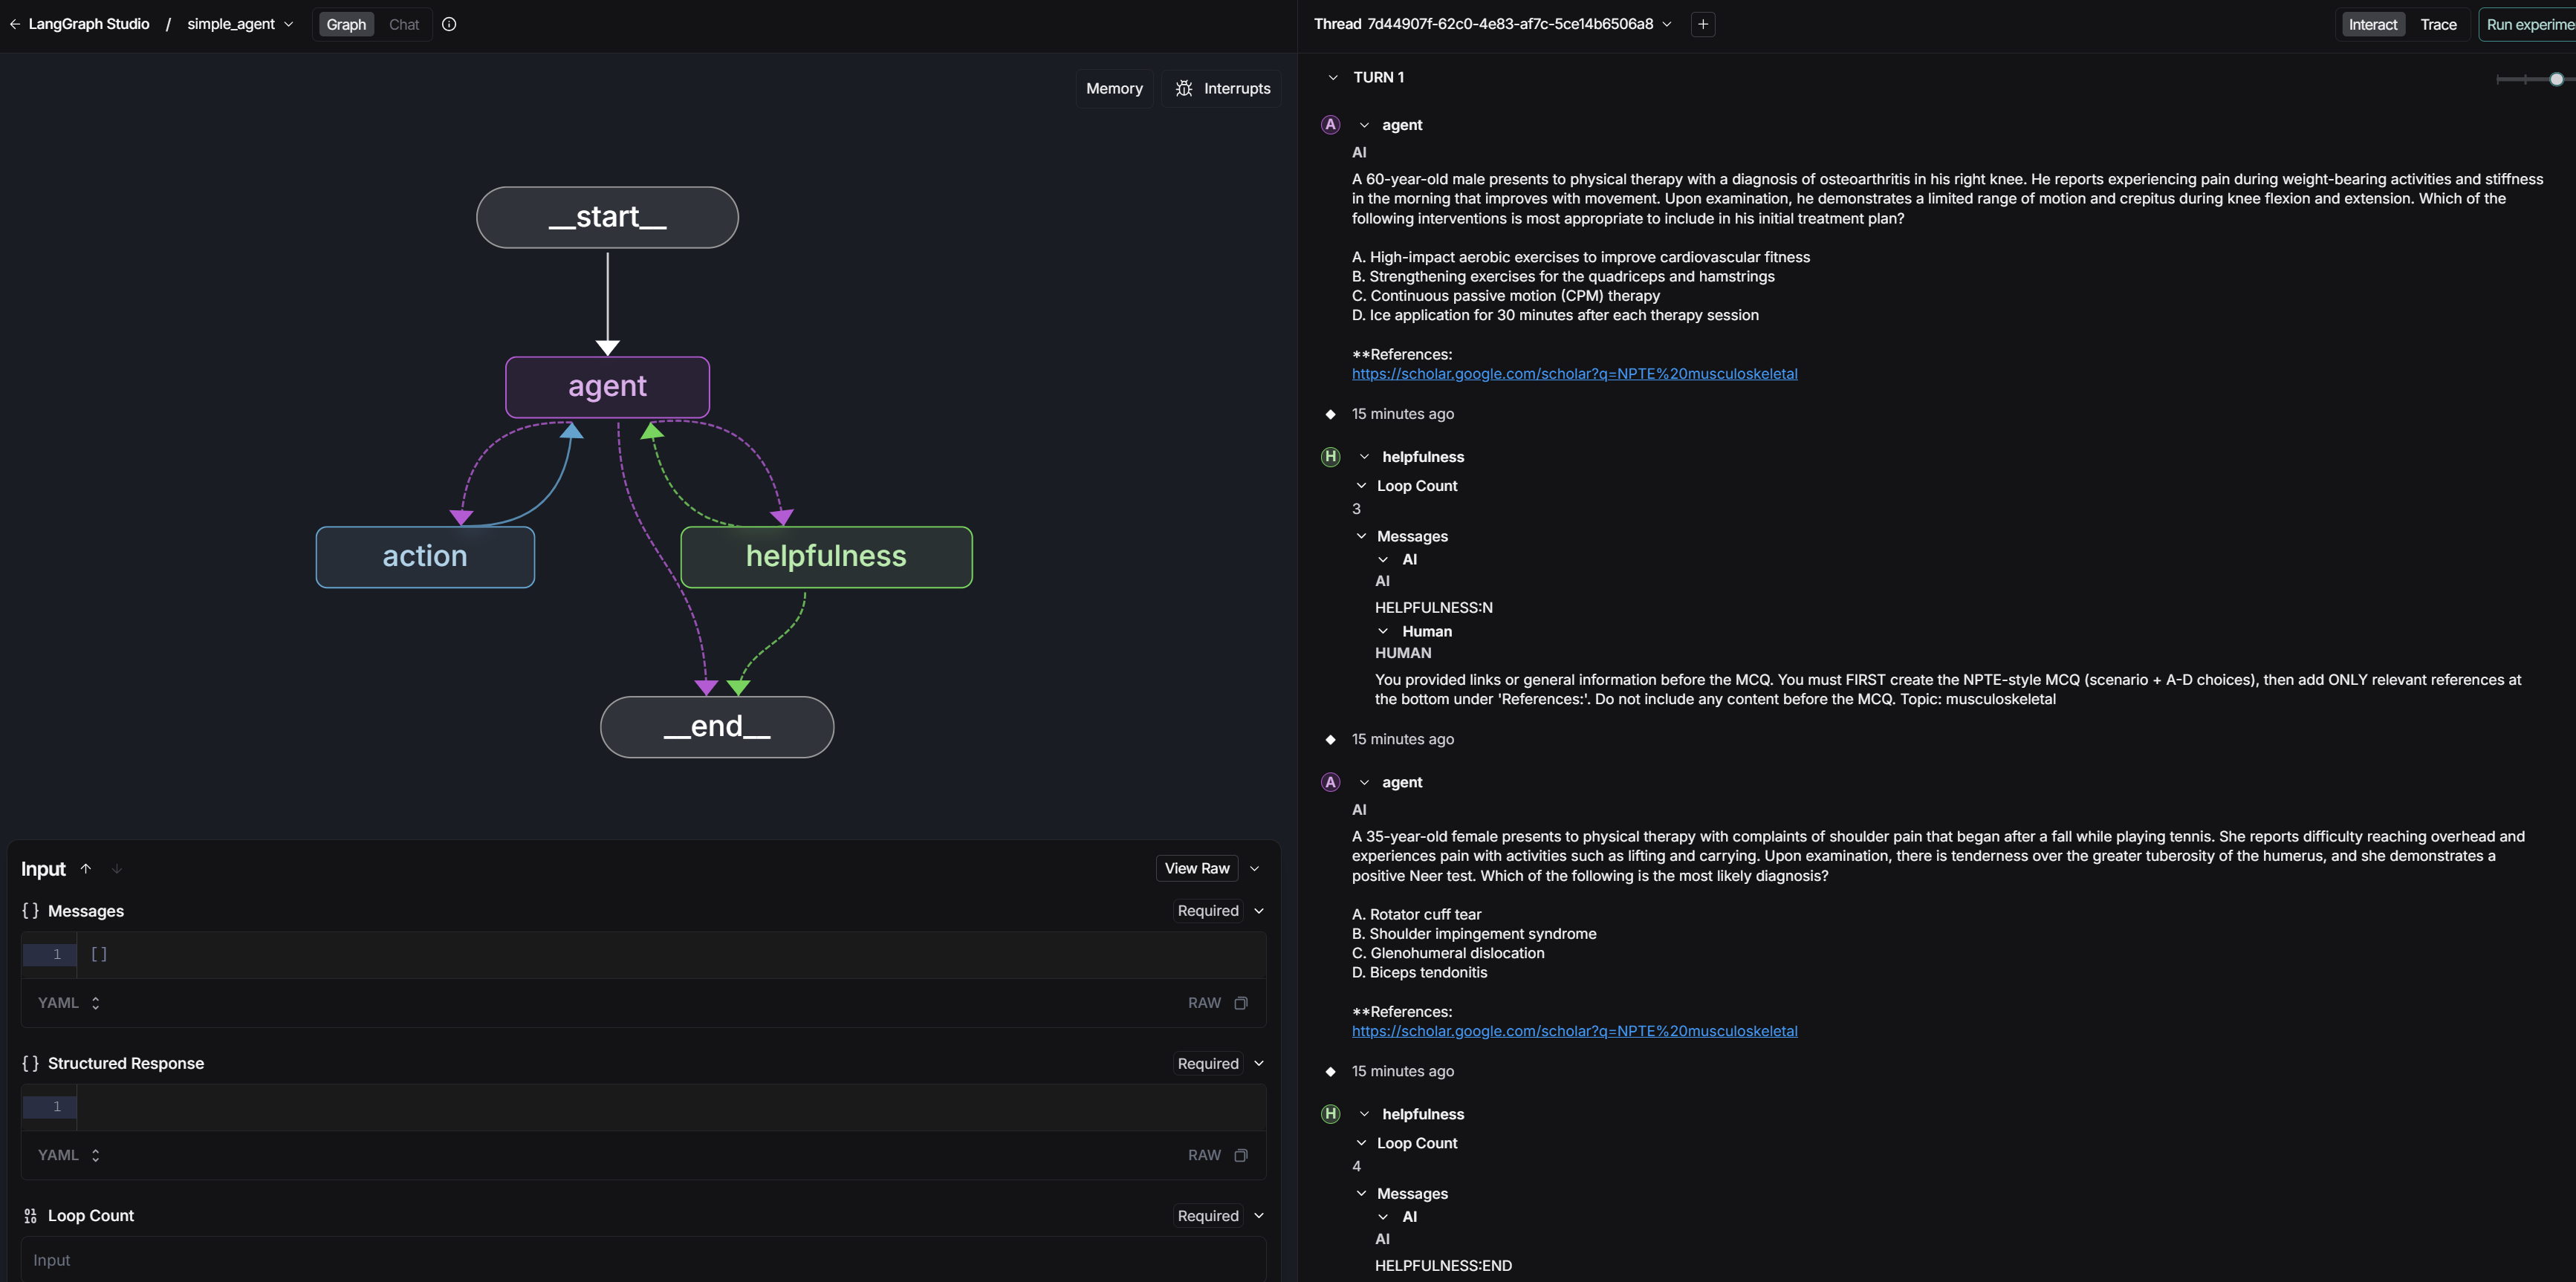 LangGraph Studio / simple_agent Graph Chat
Memory Interrupts
__start__
agent
action
helpfulness
__end__
Input View Raw
{} Messages Required
1 []
YAML RAW
{} Structured Response Required
1
YAML RAW
01 10 Loop Count Required
Input
Thread 7d44907f-62c0-4e83-af7c-5ce14b6506a8 + Interact Trace Run experime
TURN 1
A agent
AI
A 60-year-old male presents to physical therapy with a diagnosis of osteoarthritis in his right knee. He reports experiencing pain during weight-bearing activities and stiffness
in the morning that improves with movement. Upon examination, he demonstrates a limited range of motion and crepitus during knee flexion and extension. Which of the
following interventions is most appropriate to include in his initial treatment plan?
A. High-impact aerobic exercises to improve cardiovascular fitness
B. Strengthening exercises for the quadriceps and hamstrings
C. Continuous passive motion (CPM) therapy
D. Ice application for 30 minutes after each therapy session
**References:
https://scholar.google.com/scholar?q=NPTE%20musculoskeletal
15 minutes ago
H helpfulness
Loop Count
3
Messages
AI
AI
HELPFULNESS:N
Human
HUMAN
You provided links or general information before the MCQ. You must FIRST create the NPTE-style MCQ (scenario + A-D choices), then add ONLY relevant references at
the bottom under 'References:'. Do not include any content before the MCQ. Topic: musculoskeletal
15 minutes ago
A agent
AI
A 35-year-old female presents to physical therapy with complaints of shoulder pain that began after a fall while playing tennis. She reports difficulty reaching overhead and
experiences pain with activities such as lifting and carrying. Upon examination, there is tenderness over the greater tuberosity of the humerus, and she demonstrates a
positive Neer test. Which of the following is the most likely diagnosis?
A. Rotator cuff tear
B. Shoulder impingement syndrome
C. Glenohumeral dislocation
D. Biceps tendonitis
**References:
https://scholar.google.com/scholar?q=NPTE%20musculoskeletal
15 minutes ago
H helpfulness
Loop Count
4
Messages
AI
AI
HELPFULNESS:END